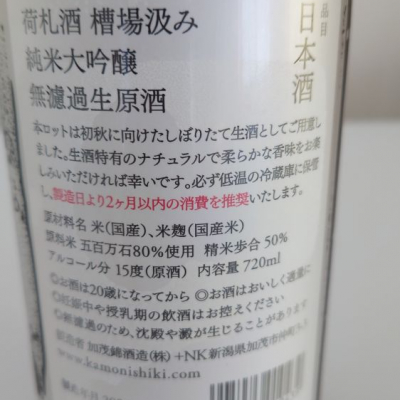 品目
日本酒
荷札酒 槽場汲み
純米大吟醸
無濾過生原酒
本ロットは初秋に向けたしぼりたて生酒としてご用意し
ました。生酒特有のナチュラルで柔らかな香味をお楽
しみいただければ幸いです。必ず低温の冷蔵庫に保管
し、製造日より2ヶ月以内の消費を推奨いたします。
原材料名 米(国産)、米麹(国産米)
原料米 五百万石80%使用 精米歩合 50%
アルコール分 15度(原酒) 内容量 720ml
◎お酒は20歳になってから ◎お酒はおいしく適量に
◎妊娠中や授乳期の飲酒はお控えください
◎無濾過のため、沈殿や澱が生じることがあります
製造者 加茂錦酒造(株) +NK 新潟県加茂市仲町
www.kamonishiki.com